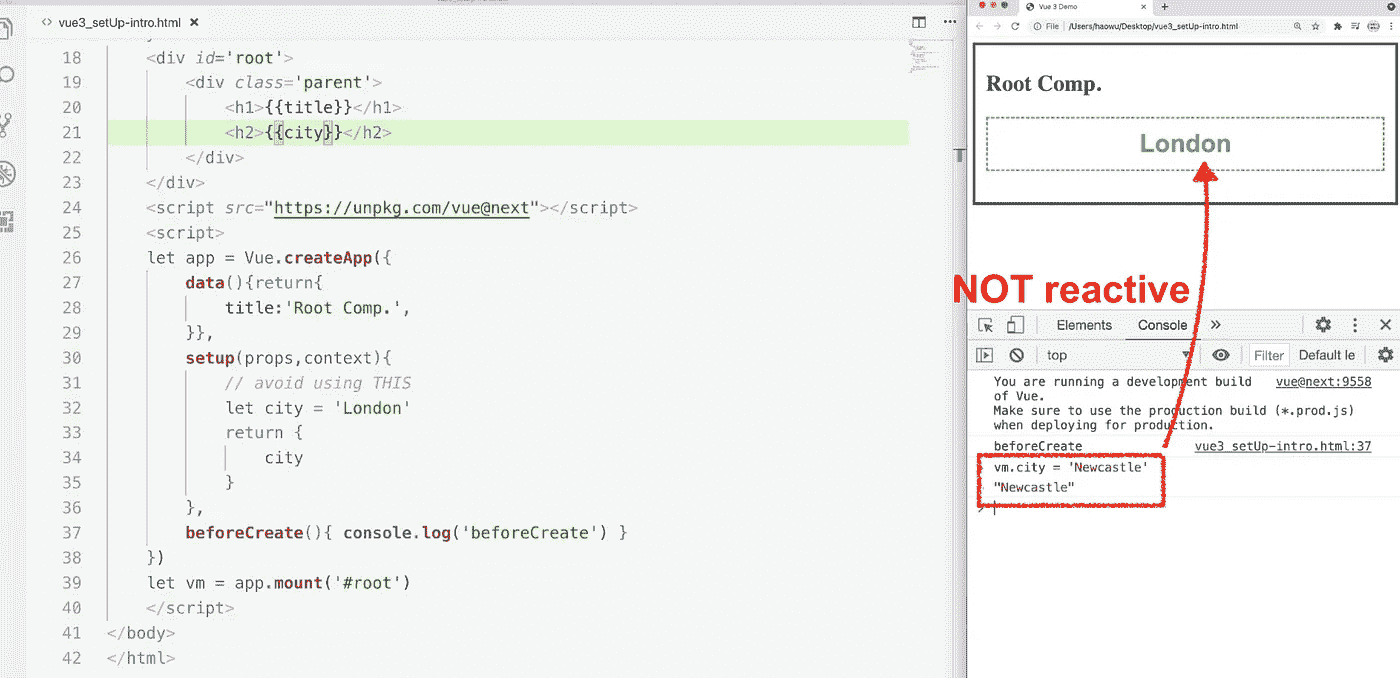 vue3_setUp-intro.html
18 <div id='root'>
19 <div class='parent'>
20 <h1>{{title}}</h1>
21 <h2>{{city}}</h2>
22 </div>
23 </div>
24 <script src="https://unpkg.com/vue@next"></script>
25 <script>
26 let app = Vue.createApp({
27 data(){return{
28 title:'Root Comp.',
29 }},
30 setup(props,context){
31 // avoid using THIS
32 let city = 'London'
33 return {
34 city
35 }
36 },
37 beforeCreate(){ console.log('beforeCreate') }
38 })
39 let vm = app.mount('#root')
40 </script>
41 </body>
42 </html>
Vue 3 Demo
File /Users/haowu/Desktop/vue3_setUp-intro.html
Root Comp.
London
NOT reactive
Elements Console
top Filter Default le
You are running a development build vue@next:9558
of Vue.
Make sure to use the production build (*.prod.js)
when deploying for production.
beforeCreate vue3_setUp-intro.html:37
vm.city = 'Newcastle'
"Newcastle"